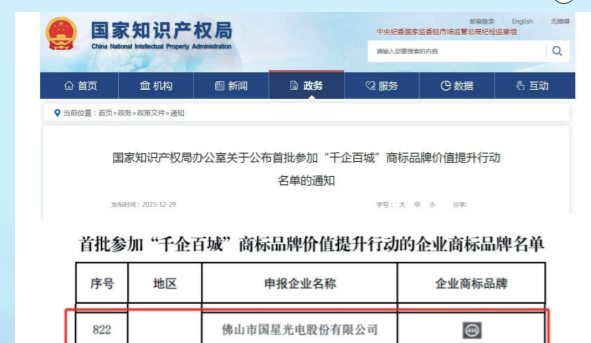 国家知识产权局
China National Intellectual Property Administration
邮箱登录 English 无障碍
中央纪委国家监委驻市场监管总局纪检监察组
请输入您要搜索的内容
首页 机构 新闻 政务 服务 数据 互动
当前位置：首页>政务>政策文件>通知
国家知识产权局办公室关于公布首批参加“千企百城”商标品牌价值提升行动
名单的通知
发布时间：2023-12-29 字号：大 中 小 分享:
首批参加“千企百城”商标品牌价值提升行动的企业商标品牌名单
序号 地区 申报企业名称 企业商标品牌
822 佛山市国星光电股份有限公司